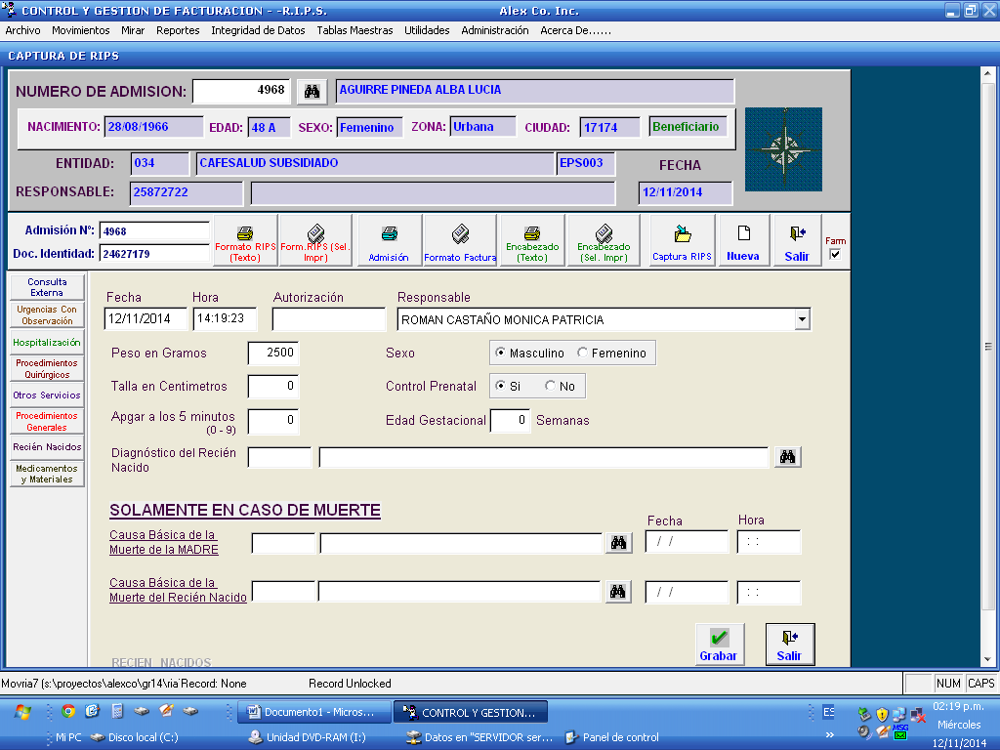 CONTROL Y GESTION DE FACTURACION - -R.I.P.S. Alex Co. Inc.
Archivo Movimientos Mirar Reportes Integridad de Datos Tablas Maestras Utilidades Administración Acerca De......
CAPTURA DE RIPS
NUMERO DE ADMISION: 4968 AGUIRRE PINEDA ALBA LUCIA
NACIMIENTO: 28/08/1966 EDAD: 48 A SEXO: Femenino ZONA: Urbana CIUDAD: 17174 Beneficiario
ENTIDAD: 034 CAFESALUD SUBSIDIADO EPS003 FECHA
RESPONSABLE: 25872722 12/11/2014
Admisión Nº: 4968
Doc. Identidad: 24627179
Formato RIPS
(Texto)
Form.RIPS (Sel.
Impr)
Admisión
Formato Factura
Encabezado
(Texto)
Encabezado
(Sel. Impr)
Captura RIPS
Nueva
Salir
Farm
Consulta
Externa
Urgencias Con
Observación
Hospitalización
Procedimientos
Quirúrgicos
Otros Servicios
Procedimientos
Generales
Recién Nacidos
Medicamentos
y Materiales
Fecha Hora Autorización Responsable
12/11/2014 14:19:23 ROMAN CASTAÑO MONICA PATRICIA
Peso en Gramos 2500 Sexo Masculino Femenino
Talla en Centimetros 0 Control Prenatal Si No
Apgar a los 5 minutos 0 Edad Gestacional 0 Semanas
(0 - 9)
Diagnóstico del Recién
Nacido
SOLAMENTE EN CASO DE MUERTE
Fecha Hora
Causa Básica de la
Muerte de la MADRE / / : :
Causa Básica de la
Muerte del Recién Nacido / / : :
Grabar Salir
RECIEN NACIDOS
Movria7 (s:\proyectos\alexco\gr14\ria Record: None Record Unlocked NUM CAPS
Documento1 - Micros... CONTROL Y GESTION... ES 02:19 p.m.
Miércoles
MSG
Mi PC Disco local (C:) Unidad DVD-RAM (I:) Datos en "SERVIDOR ser... Panel de control »
12/11/2014